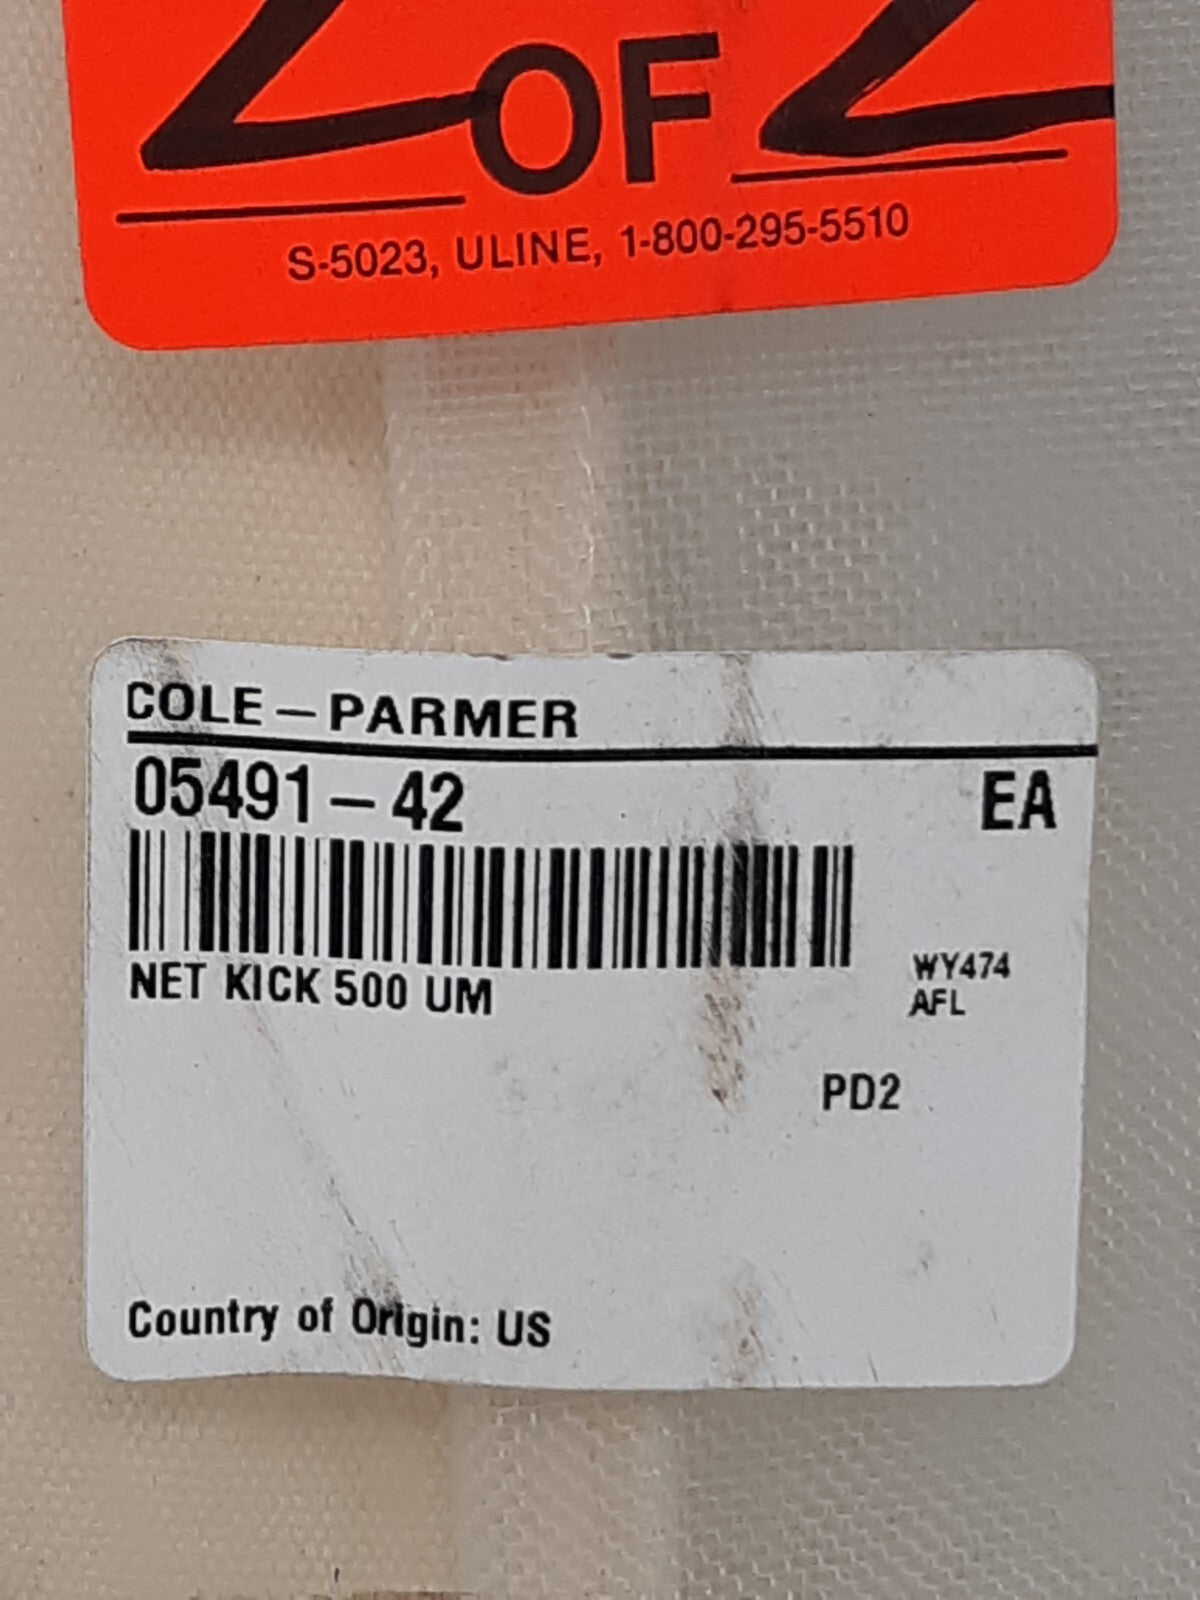 2 OF 2
S-5023, ULINE, 1-800-295-5510
COLE-PARMER
05491-42 EA
NET KICK 500 UM
WY474
AFL
PD2
Country of Origin: US